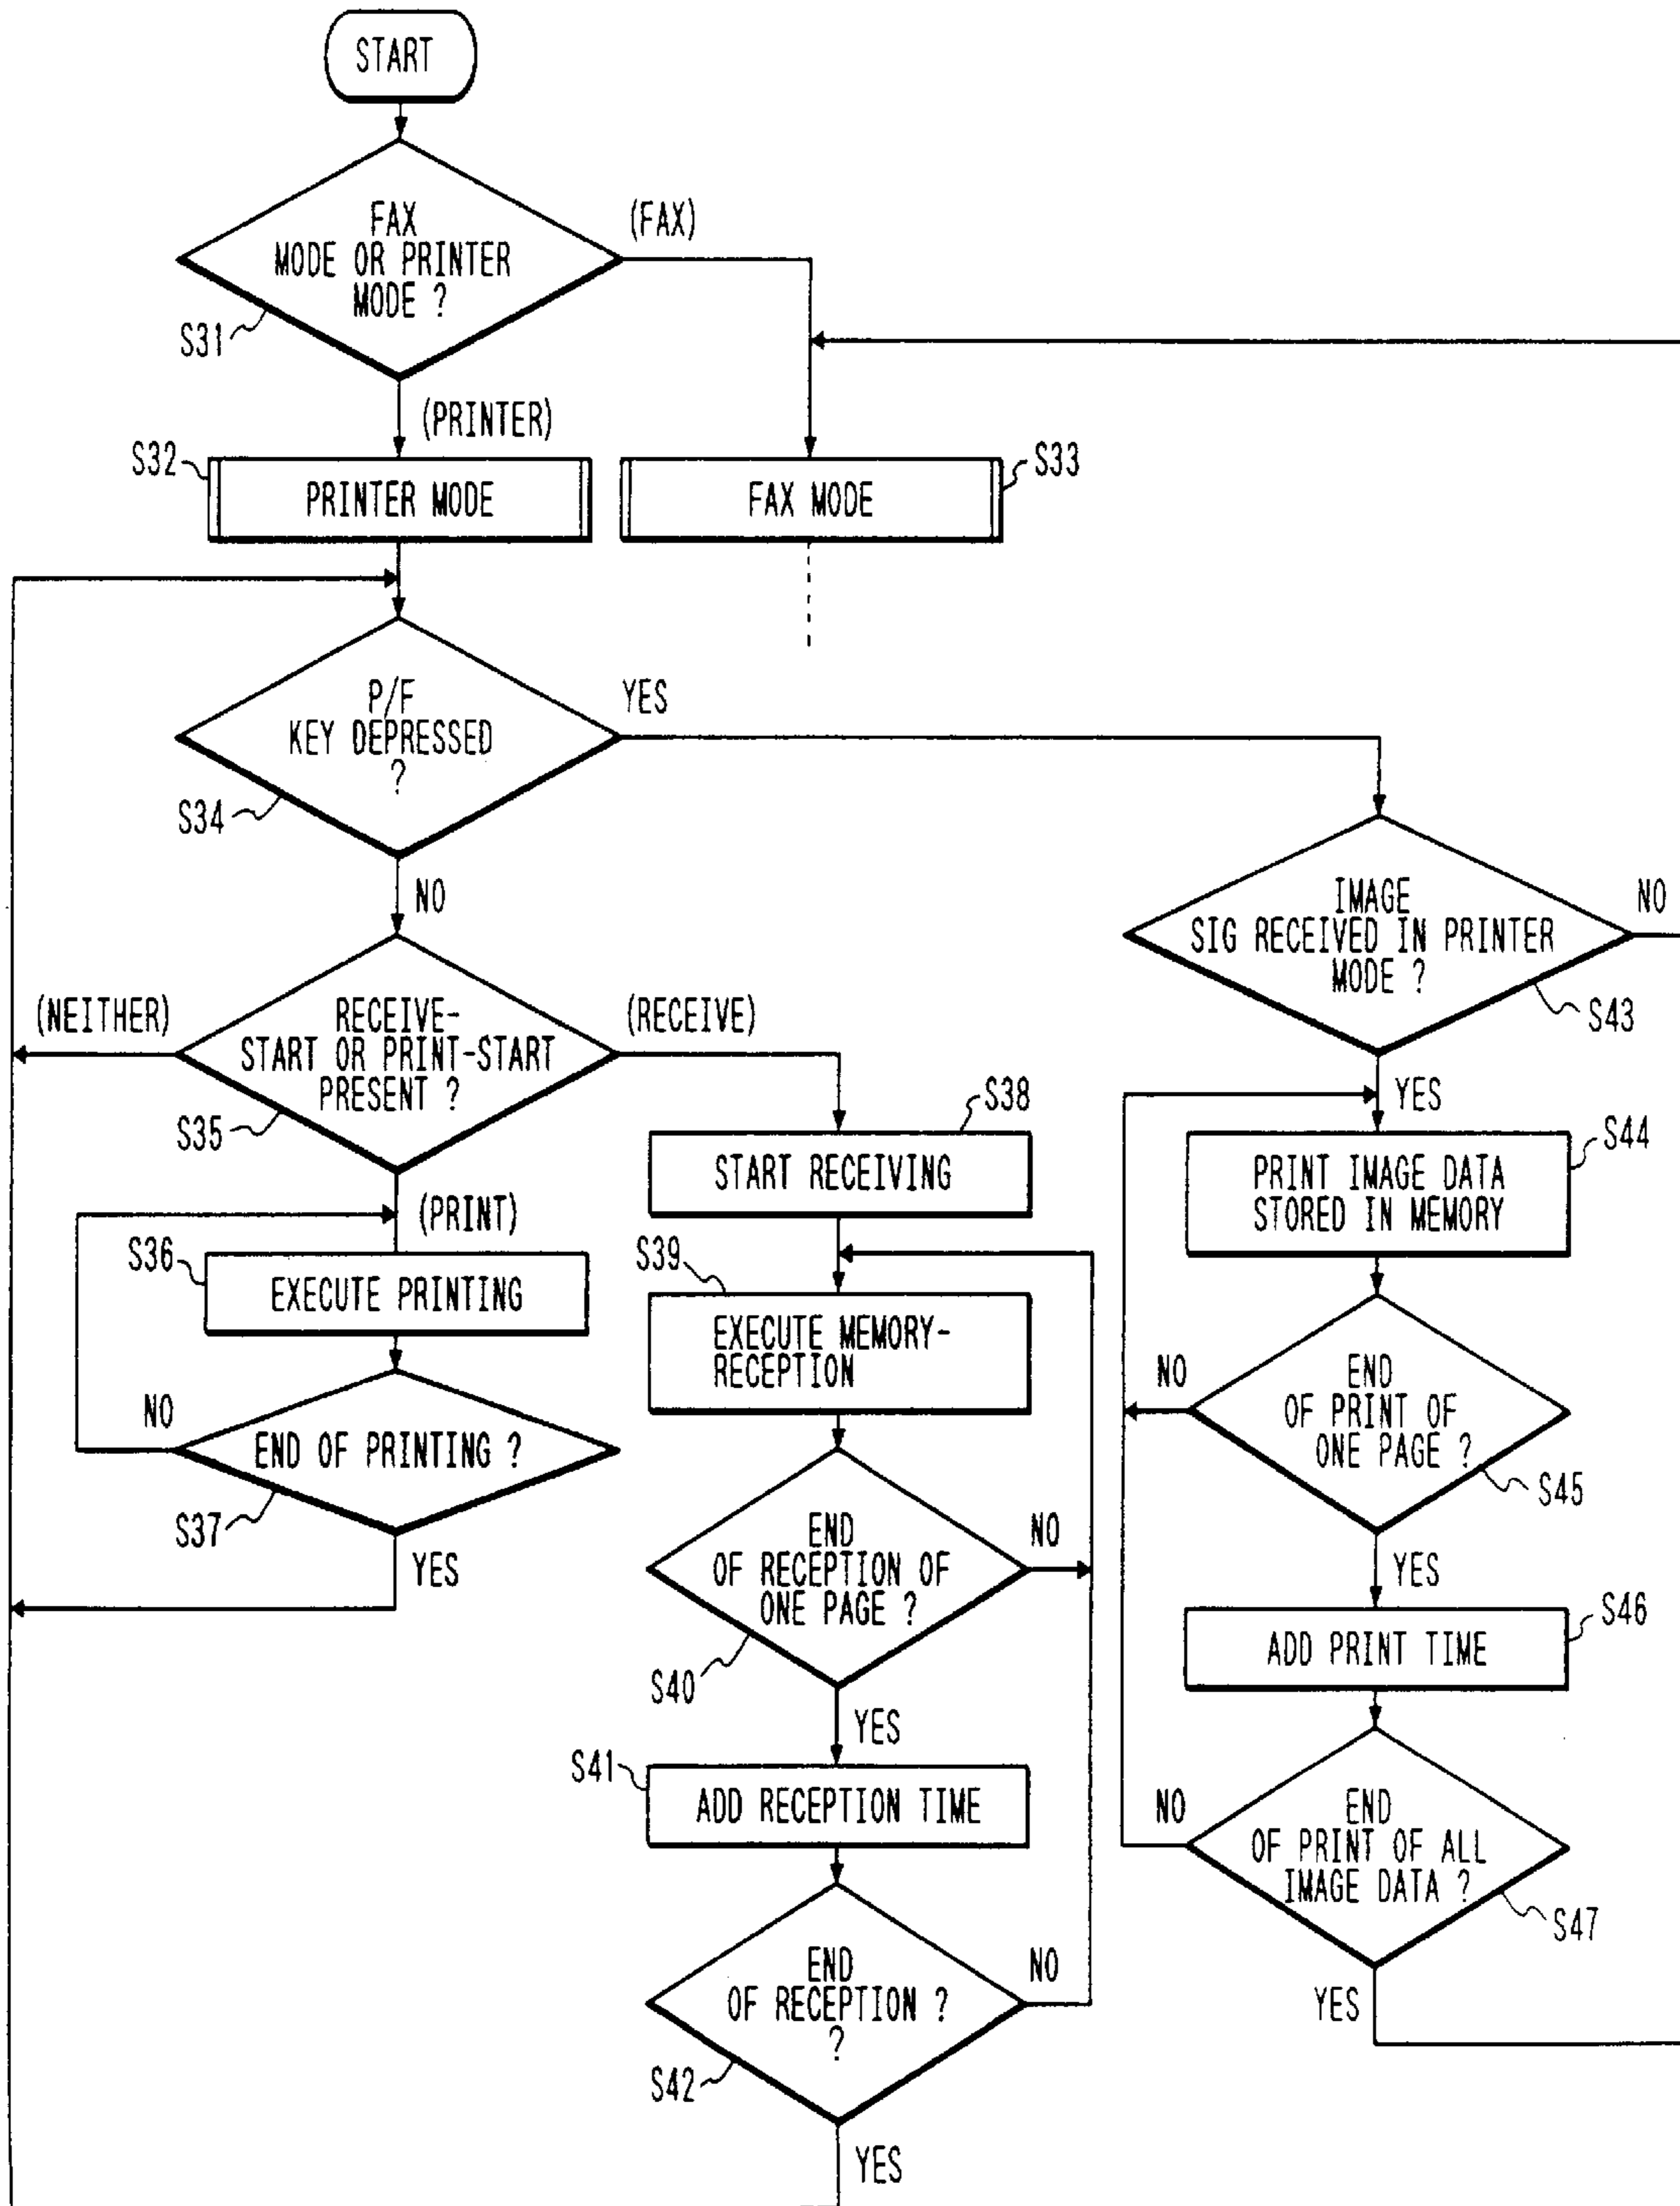 START
FAX
MODE OR PRINTER
MODE ?
(FAX)
S31
(PRINTER)
S32
PRINTER MODE
S33
FAX MODE
P/F
KEY DEPRESSED
?
YES
S34
NO
IMAGE
SIG RECEIVED IN PRINTER
MODE ?
NO
S43
(NEITHER)
RECEIVE-
START OR PRINT-START
PRESENT ?
(RECEIVE)
S35
YES
S38
START RECEIVING
S44
PRINT IMAGE DATA
STORED IN MEMORY
(PRINT)
S36
EXECUTE PRINTING
S39
EXECUTE MEMORY-
RECEPTION
NO
END OF PRINTING ?
S37
YES
NO
END
OF PRINT OF
ONE PAGE ?
S45
END
OF RECEPTION OF
ONE PAGE ?
NO
S40
YES
YES
S46
ADD PRINT TIME
S41
ADD RECEPTION TIME
NO
END
OF PRINT OF ALL
IMAGE DATA ?
S47
YES
END
OF RECEPTION ?
?
NO
S42
YES